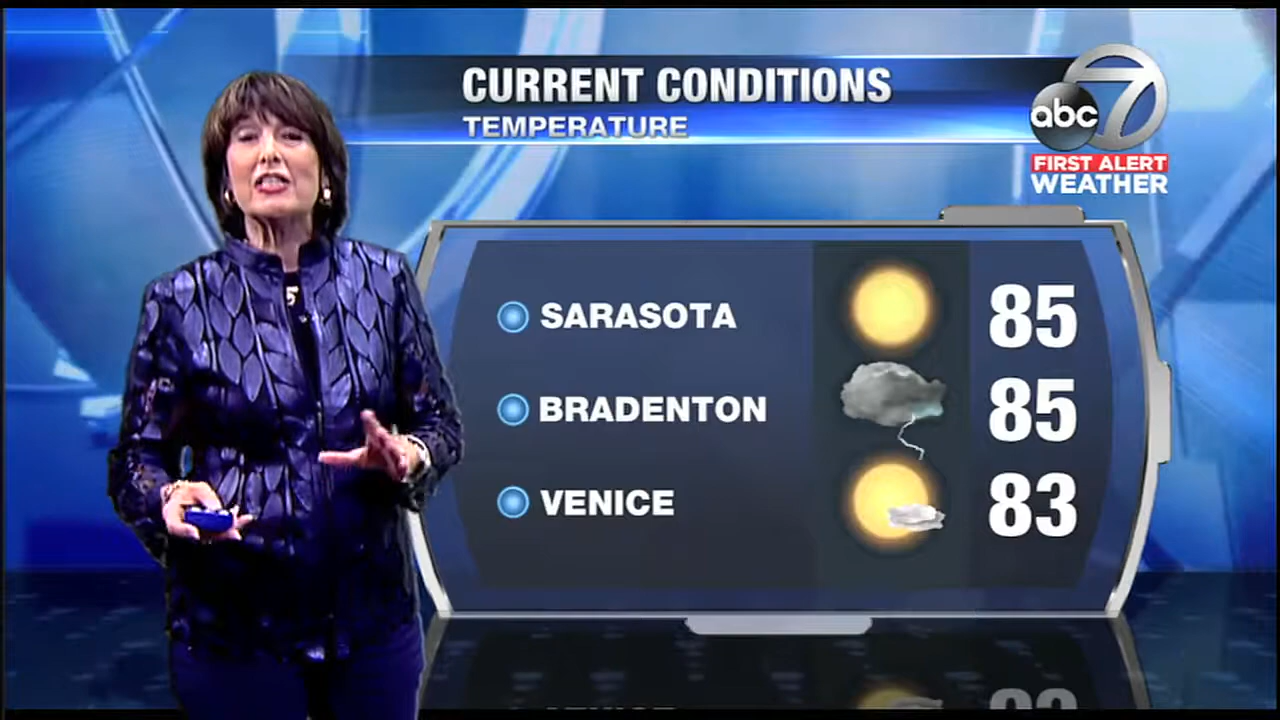 CURRENT CONDITIONS
TEMPERATURE
abc 7
FIRST ALERT
WEATHER
SARASOTA 85
BRADENTON 85
VENICE 83